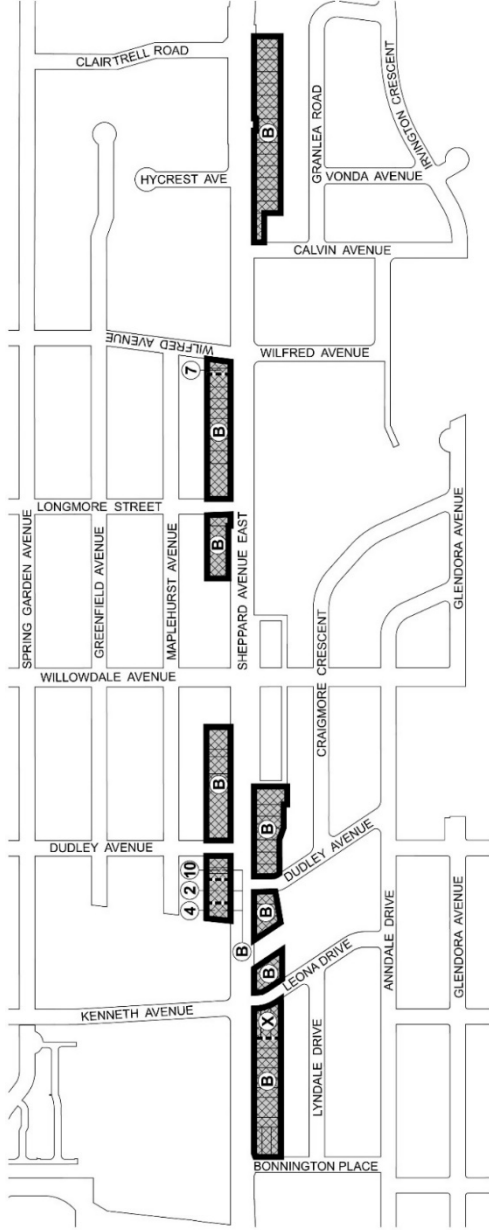 CLAIRTRELL ROAD
HYCREST AVE
B
GRANLEA ROAD
IRVINGTON CRESCENT
VONDA AVENUE
CALVIN AVENUE
WILFRED AVENUE
7
WILFRED AVENUE
B
LONGMORE STREET
B
SPRING GARDEN AVENUE
GREENFIELD AVENUE
MAPLEHURST AVENUE
SHEPPARD AVENUE EAST
GLENDORA AVENUE
WILLOWDALE AVENUE
CRAIGMORE CRESCENT
B
B
DUDLEY AVENUE
DUDLEY AVENUE
4 2 10
B
B
B
LEONA DRIVE
ANNDALE DRIVE
GLENDORA AVENUE
KENNETH AVENUE
X
B
LYNDALE DRIVE
BONNINGTON PLACE